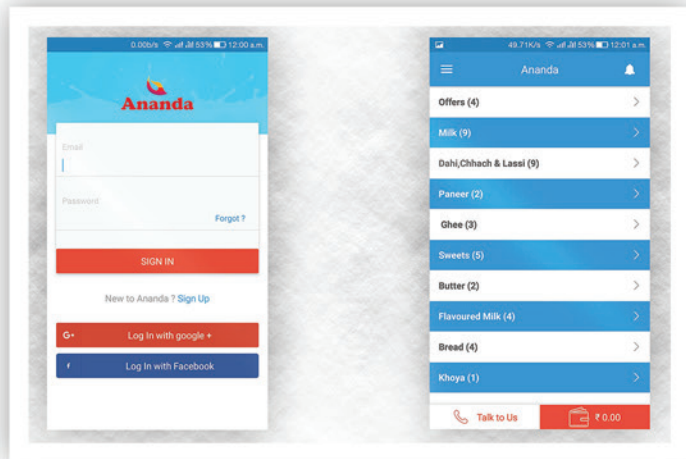 0.00b/s 53% 12:00 a.m.
Ananda
Email
Password
Forgot ?
SIGN IN
New to Ananda ? Sign Up
G+ Log In with google +
f Log In with Facebook
49.71K/s 53% 12:01 a.m.
Ananda
Offers (4)
Milk (9)
Dahi,Chhach & Lassi (9)
Paneer (2)
Ghee (3)
Sweets (5)
Butter (2)
Flavoured Milk (4)
Bread (4)
Khoya (1)
Talk to Us ₹ 0.00